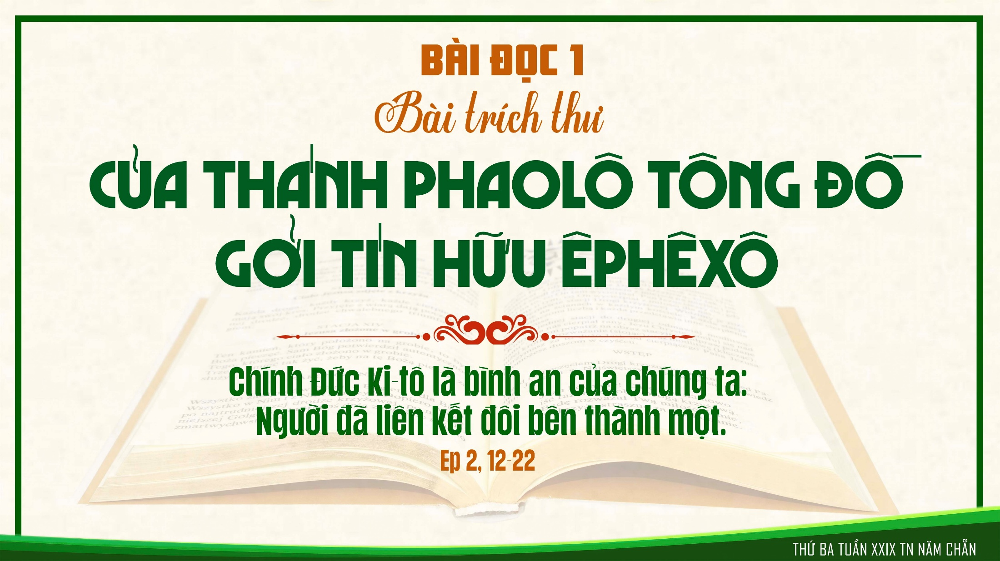 BÀI ĐỌC 1
Bài trích thư
CỦA THÁNH PHAOLÔ TÔNG ĐỒ
GỞI TÍN HỮU ÊPHÊXÔ
Chính Đức Ki-tô là bình an của chúng ta:
Người đã liên kết đôi bên thành một.
Ep 2, 12-22
THỨ BA TUẦN XXIX TN NĂM CHẴN